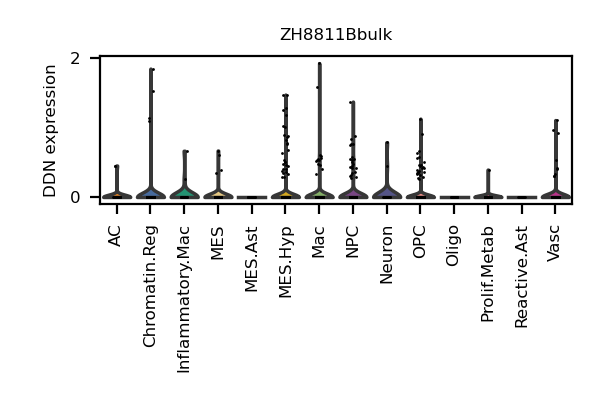 ZH8811Bbulk
DDN expression
2
0
AC
Chromatin.Reg
Inflammatory.Mac
MES
MES.Ast
MES.Hyp
Mac
NPC
Neuron
OPC
Oligo
Prolif.Metab
Reactive.Ast
Vasc